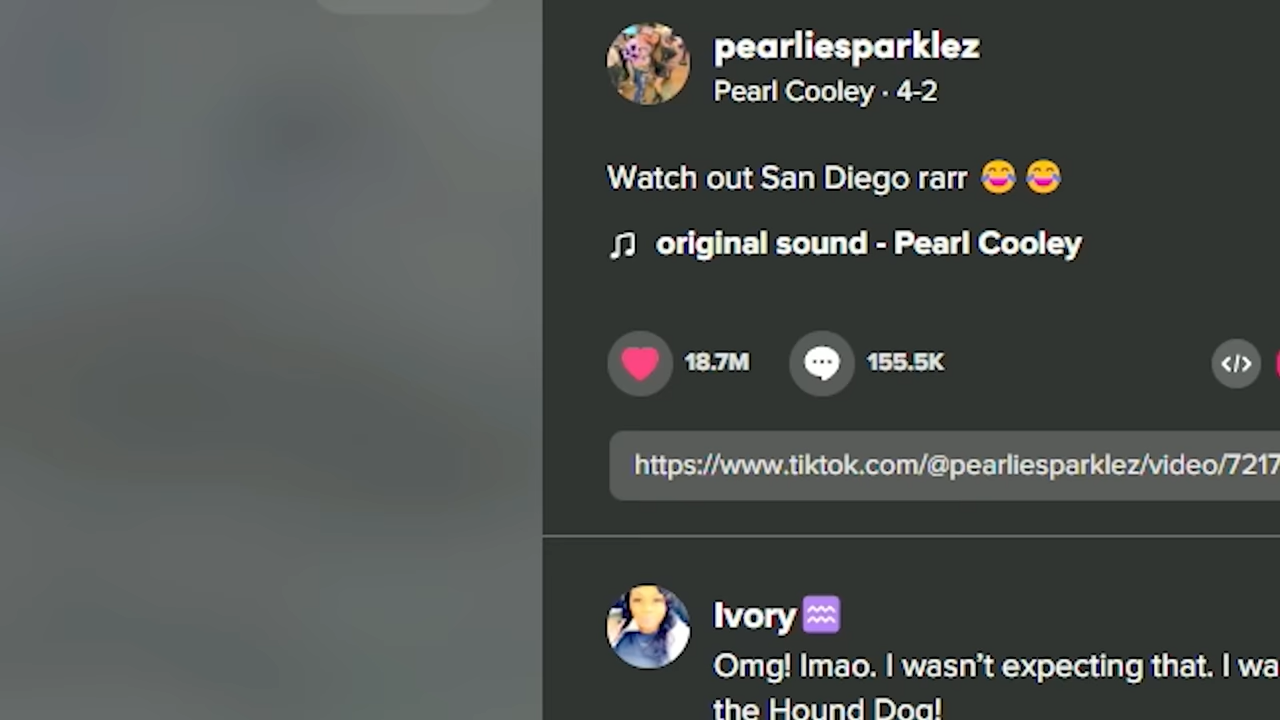 pearliesparklez
Pearl Cooley · 4-2
Watch out San Diego rarr 😂 😂
original sound - Pearl Cooley
18.7M 155.5K
https://www.tiktok.com/@pearliesparklez/video/7217
Ivory ♒
Omg! lmao. I wasn't expecting that. I wa
the Hound Dog!